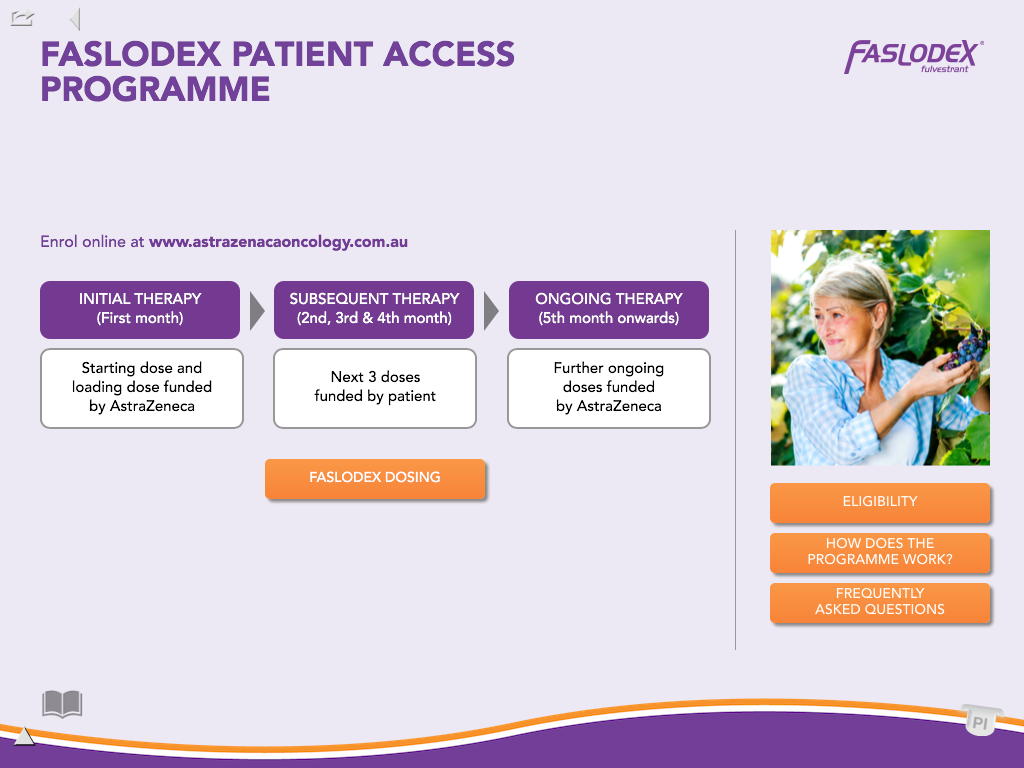 FASLODEX PATIENT ACCESS
PROGRAMME
FASLODEX®
fulvestrant
Enrol online at www.astrazenacaoncology.com.au
INITIAL THERAPY
(First month)
SUBSEQUENT THERAPY
(2nd, 3rd & 4th month)
ONGOING THERAPY
(5th month onwards)
Starting dose and
loading dose funded
by AstraZeneca
Next 3 doses
funded by patient
Further ongoing
doses funded
by AstraZeneca
FASLODEX DOSING
ELIGIBILITY
HOW DOES THE
PROGRAMME WORK?
FREQUENTLY
ASKED QUESTIONS
PI